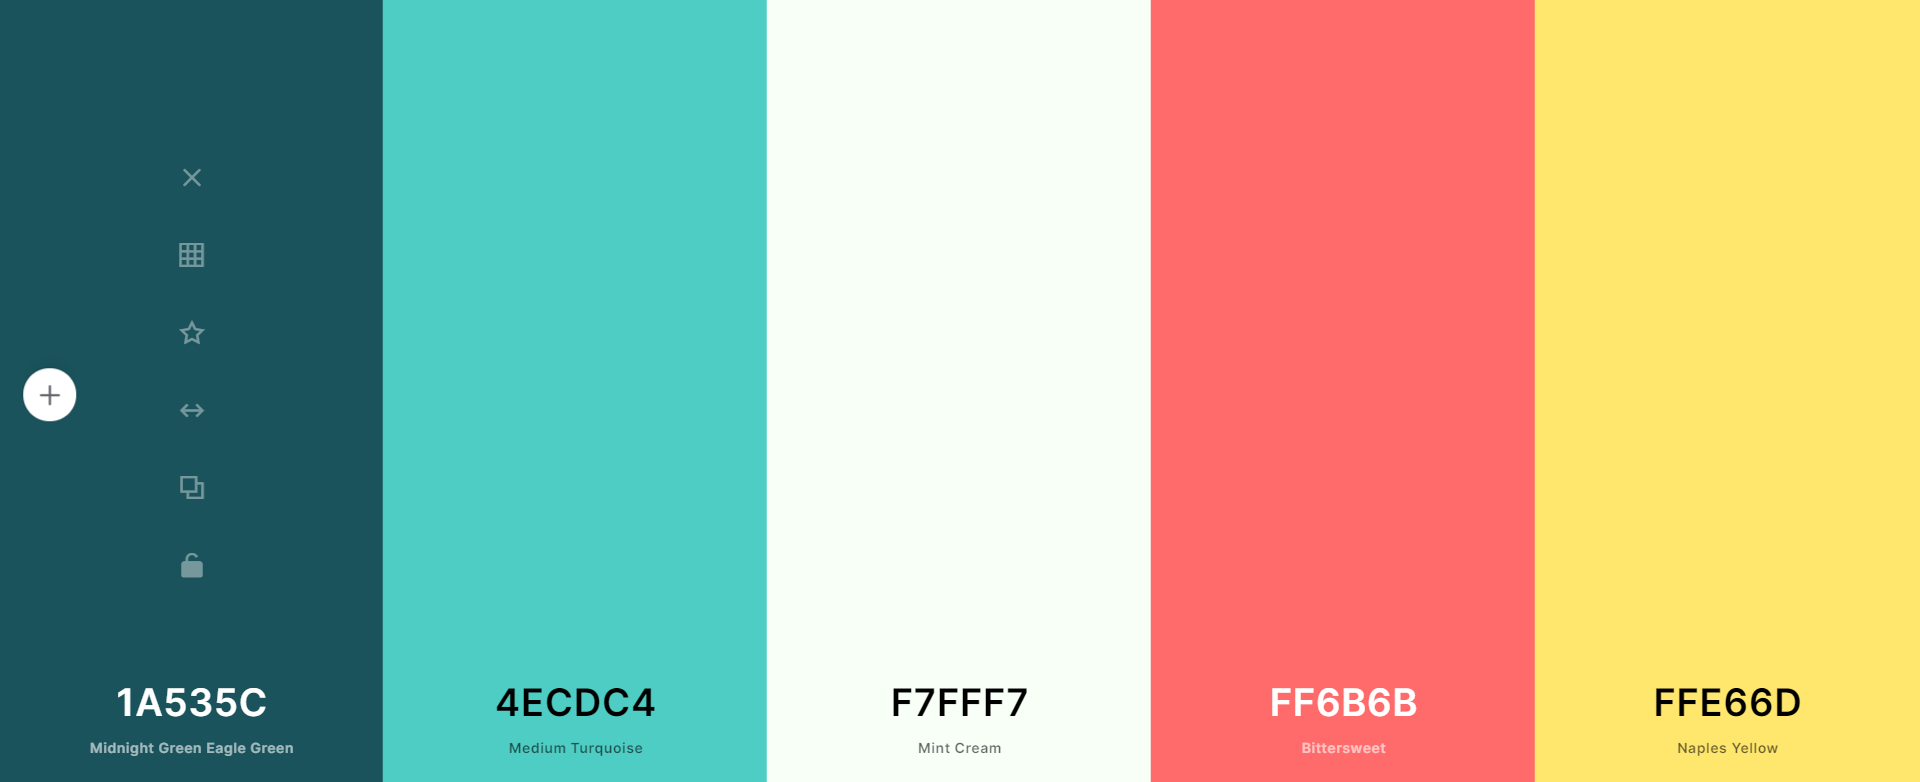 1A535C
Midnight Green Eagle Green
4ECDC4
Medium Turquoise
F7FFF7
Mint Cream
FF6B6B
Bittersweet
FFE66D
Naples Yellow